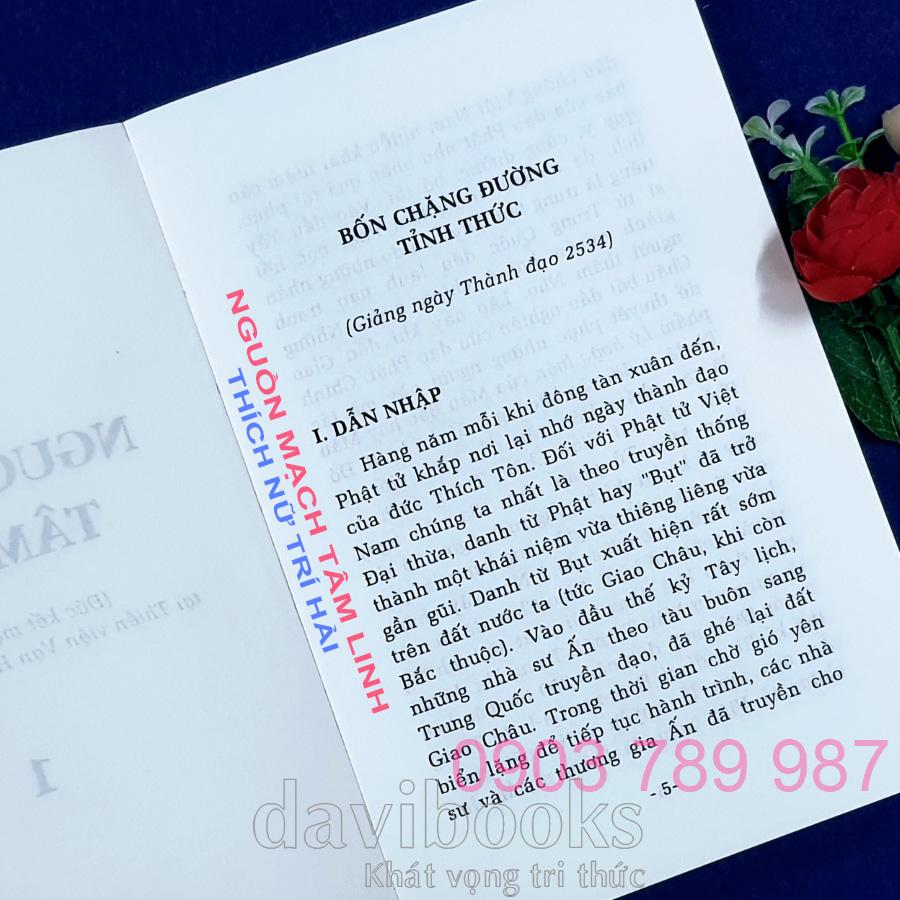 BỐN CHẶNG ĐƯỜNG
TỈNH THỨC
(Giảng ngày Thành đạo 2534)
I. DẪN NHẬP
Hàng năm mỗi khi đông tàn xuân đến,
Phật tử khắp nơi lại nhớ ngày thành đạo
của đức Thích Tôn. Đối với Phật tử Việt
Nam chúng ta nhất là theo truyền thống
Đại thừa, danh từ Phật hay "Bụt" đã trở
thành một khái niệm vừa thiêng liêng vừa
gần gũi. Danh từ Bụt xuất hiện rất sớm
trên đất nước ta (tức Giao Châu, khi còn
Bắc thuộc). Vào đầu thế kỷ Tây lịch,
những nhà sư Ấn theo tàu buôn sang
Trung Quốc truyền đạo, đã ghé lại đất
Giao Châu. Trong thời gian chờ gió yên
biển lặng để tiếp tục hành trình, các nhà
sư và các thương gia Ấn đã truyền cho
- 5-
NGUỒN MẠCH TÂM LINH
THÍCH NỮ TRÍ HẢI
0903 789 987
davibooks
Khát vọng tri thức